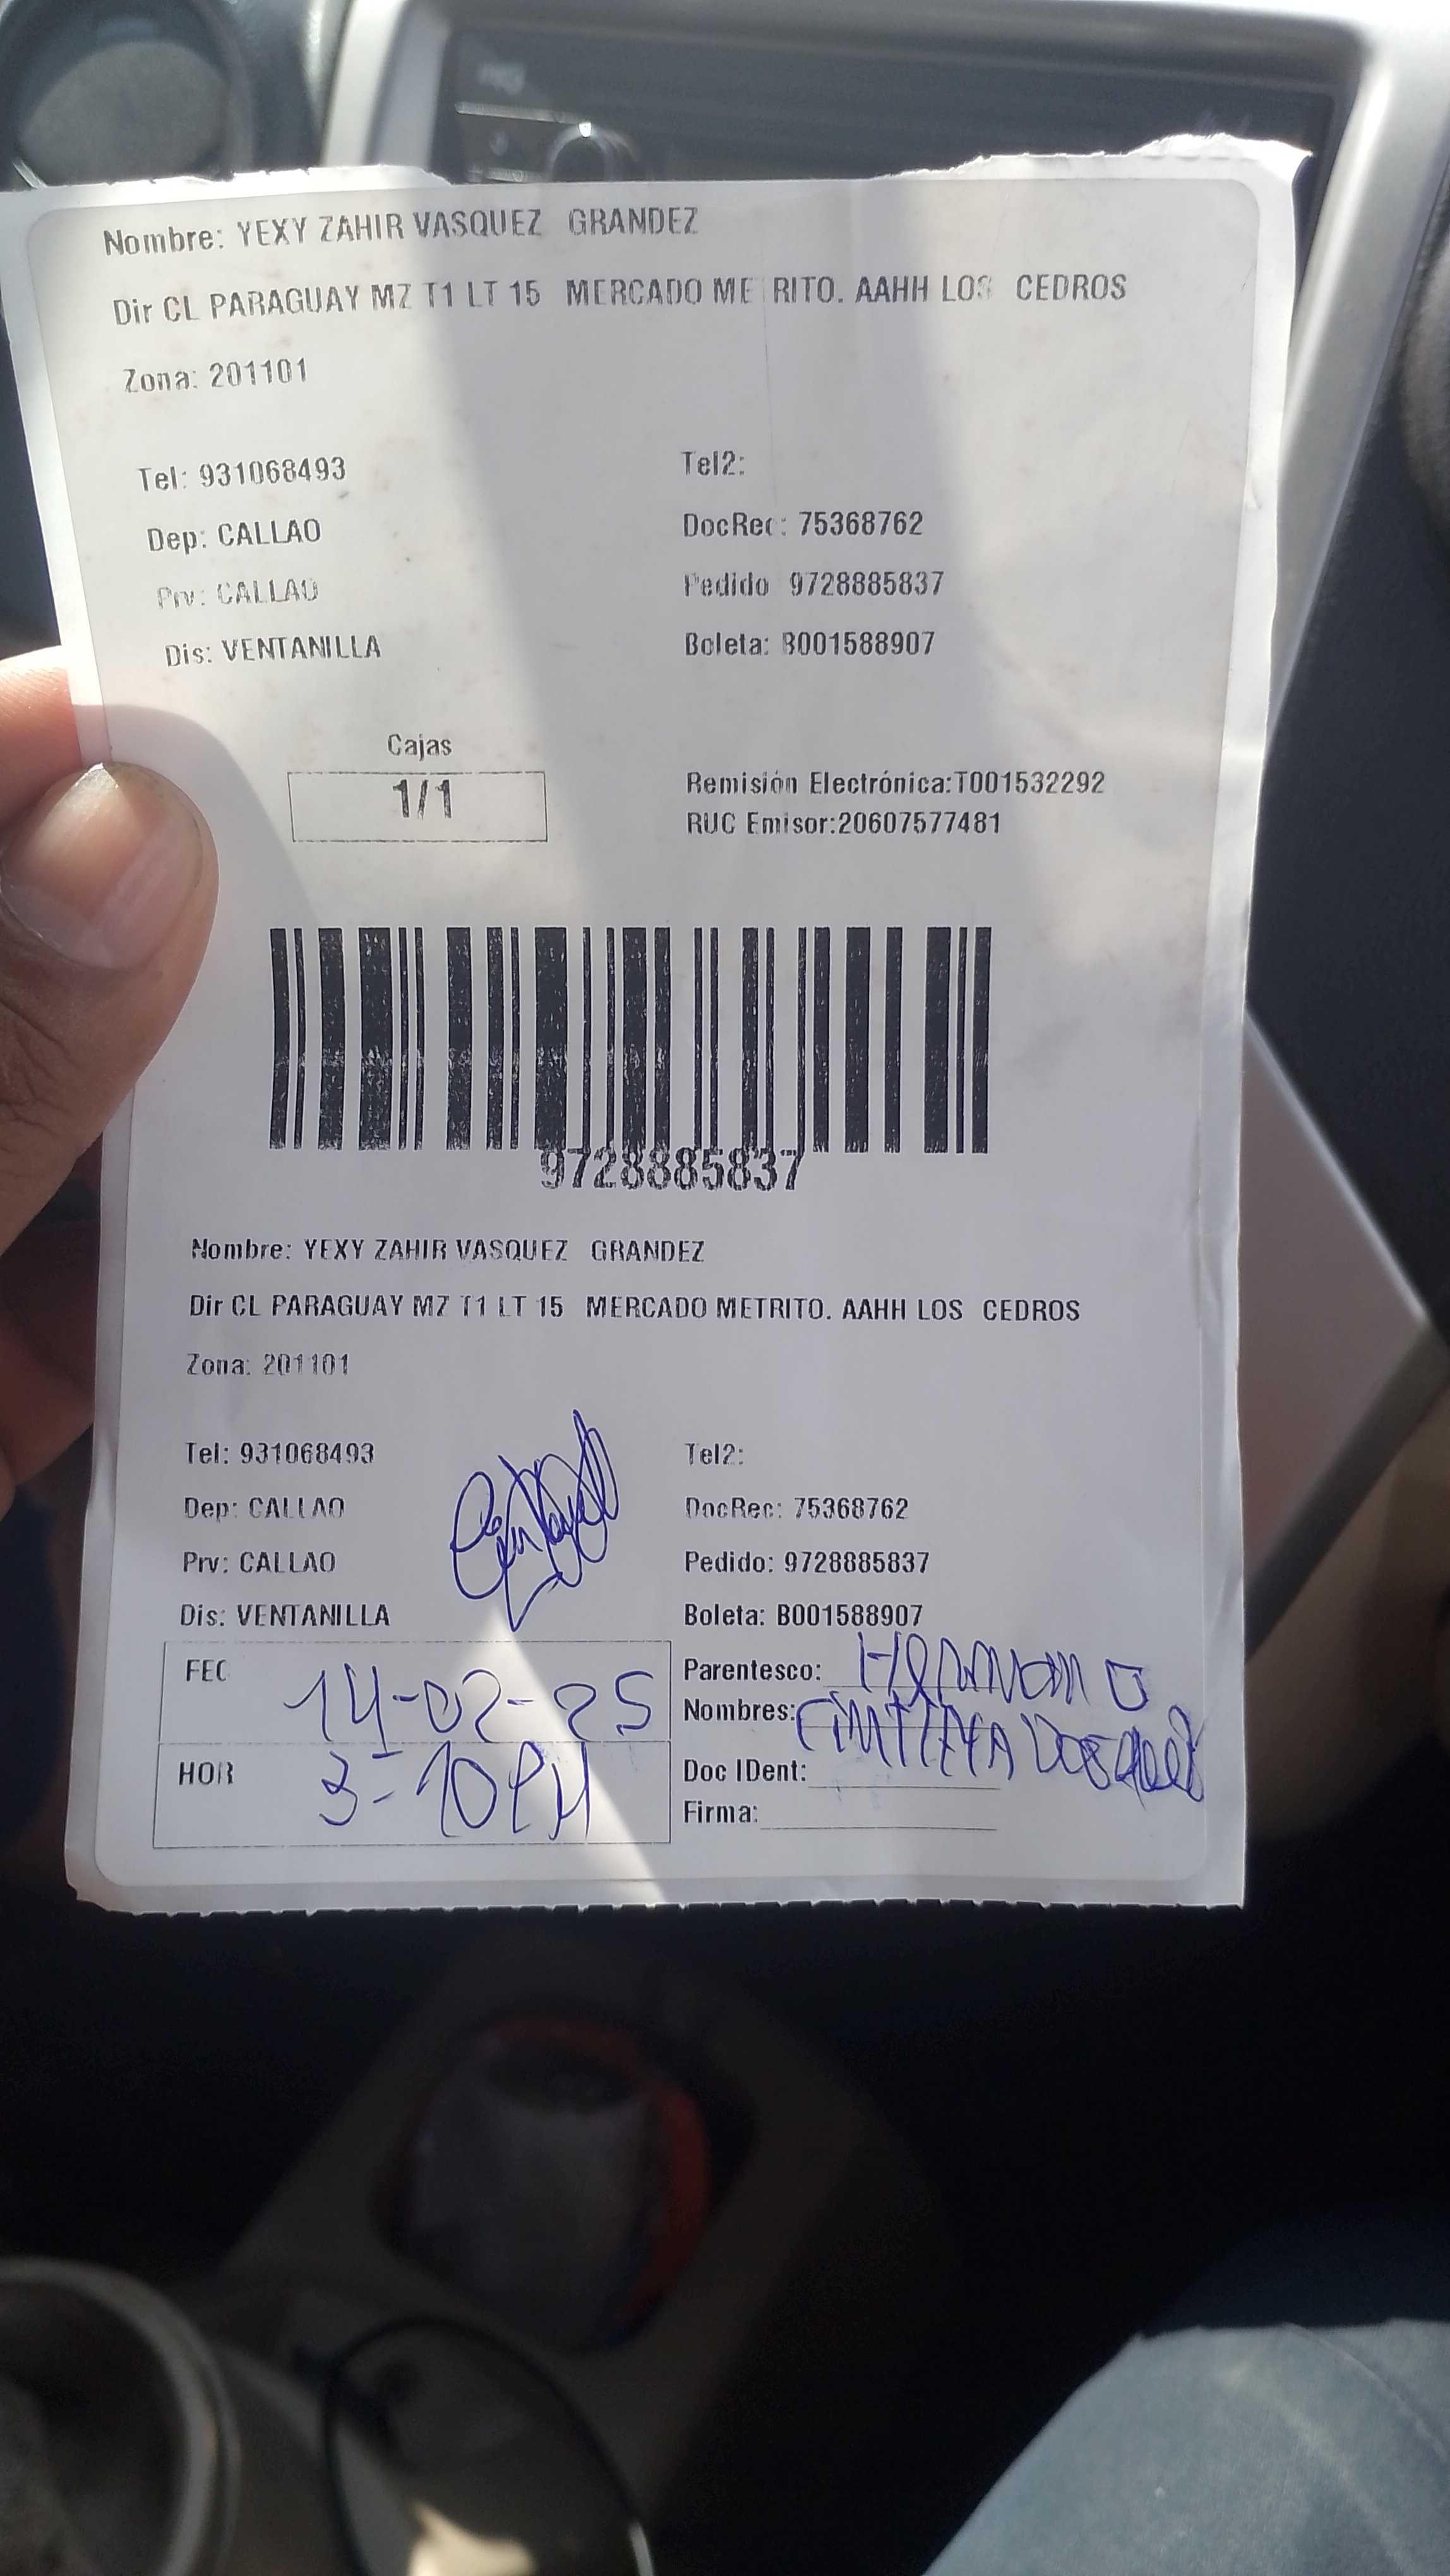 Nombre: YEXY ZAHIR VASQUEZ GRANDEZ
Dir CL PARAGUAY MZ T1 LT 15 MERCADO METRITO. AAHH LOS CEDROS
Zona: 201101
Tel: 931068493 Tel2:
Dep: CALLAO DocRec: 75368762
Prv: CALLAO Pedido 9728885837
Dis: VENTANILLA Boleta: B001588907
Cajas
1/1
Remisión Electrónica:T001532292
RUC Emisor:20607577481
9728885837
Nombre: YEXY ZAHIR VASQUEZ GRANDEZ
Dir CL PARAGUAY MZ T1 LT 15 MERCADO METRITO. AAHH LOS CEDROS
Zona: 201101
Tel: 931068493 Tel2:
Dep: CALLAO DocRec: 75368762
Prv: CALLAO Pedido: 9728885837
Dis: VENTANILLA Boleta: B001588907
FEC 14-02-25
HOR 3-10PM
Parentesco: Hermano
Nombres:
Doc IDent:
Firma: